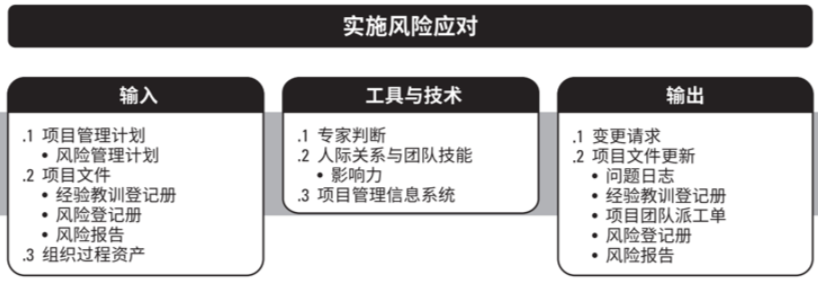 实施风险应对
输入
.1 项目管理计划
• 风险管理计划
.2 项目文件
• 经验教训登记册
• 风险登记册
• 风险报告
.3 组织过程资产
工具与技术
.1 专家判断
.2 人际关系与团队技能
• 影响力
.3 项目管理信息系统
输出
.1 变更请求
.2 项目文件更新
• 问题日志
• 经验教训登记册
• 项目团队派工单
• 风险登记册
• 风险报告